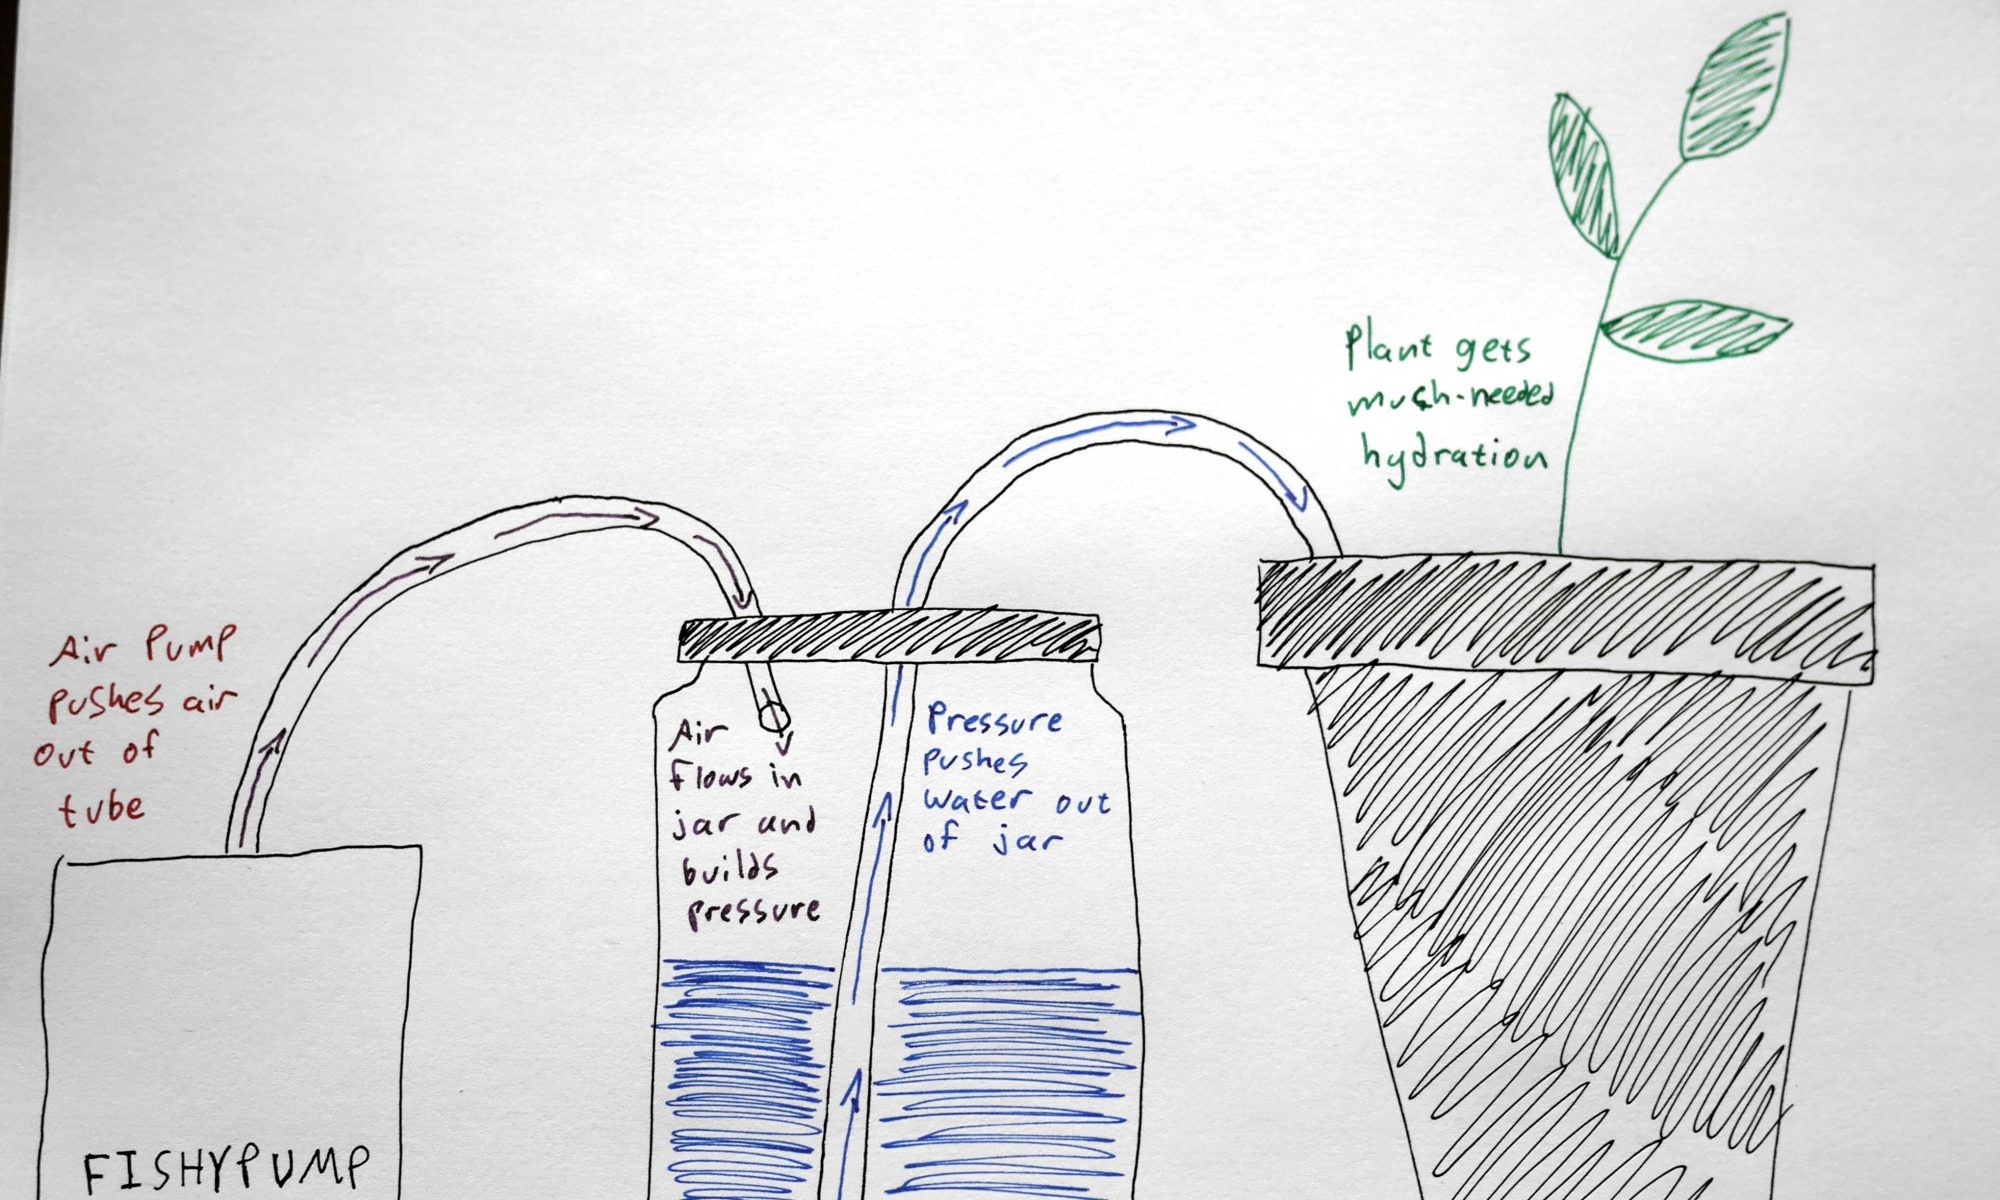 Air Pump
pushes air
out of
tube
FISHYPUMP
Air
flows in
jar and
builds
pressure
Pressure
pushes
water out
of jar
Plant gets
mush-needed
hydration